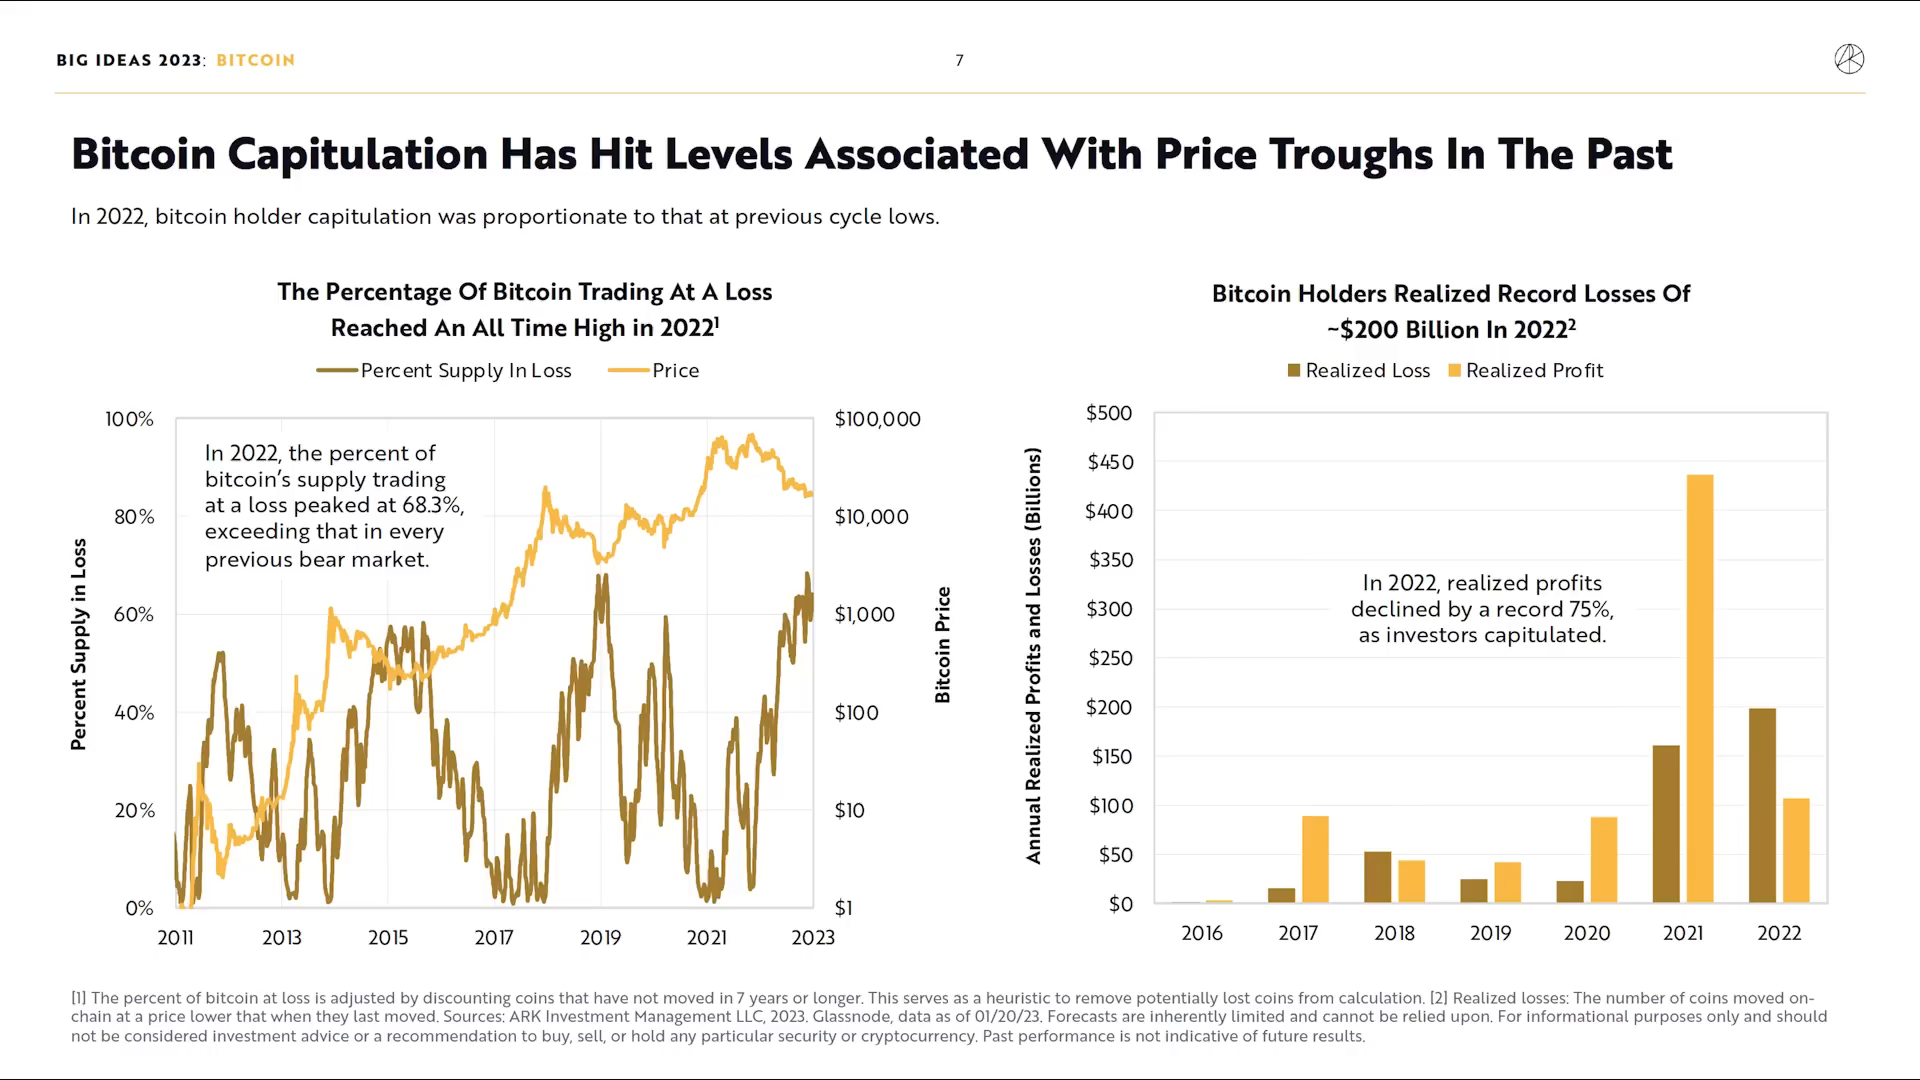 BIG IDEAS 2023: BITCOIN
7
Bitcoin Capitulation Has Hit Levels Associated With Price Troughs In The Past
In 2022, bitcoin holder capitulation was proportionate to that at previous cycle lows.
The Percentage Of Bitcoin Trading At A Loss
Reached An All Time High in 2022¹
Percent Supply In Loss
Price
100%
80%
60%
40%
20%
0%
Percent Supply in Loss
In 2022, the percent of
bitcoin’s supply trading
at a loss peaked at 68.3%,
exceeding that in every
previous bear market.
$100,000
$10,000
$1,000
$100
$10
$1
Bitcoin Price
2011
2013
2015
2017
2019
2021
2023
Bitcoin Holders Realized Record Losses Of
~$200 Billion In 2022²
Realized Loss
Realized Profit
Annual Realized Profits and Losses (Billions)
$500
$450
$400
$350
$300
$250
$200
$150
$100
$50
$0
In 2022, realized profits
declined by a record 75%,
as investors capitulated.
2016
2017
2018
2019
2020
2021
2022
[1] The percent of bitcoin at loss is adjusted by discounting coins that have not moved in 7 years or longer. This serves as a heuristic to remove potentially lost coins from calculation. [2] Realized losses: The number of coins moved on-
chain at a price lower that when they last moved. Sources: ARK Investment Management LLC, 2023. Glassnode, data as of 01/20/23. Forecasts are inherently limited and cannot be relied upon. For informational purposes only and should
not be considered investment advice or a recommendation to buy, sell, or hold any particular security or cryptocurrency. Past performance is not indicative of future results.